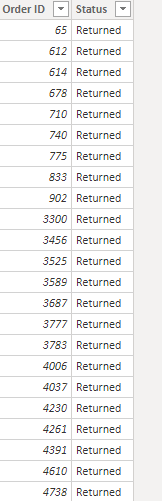 Order ID Status
65 Returned
612 Returned
614 Returned
678 Returned
710 Returned
740 Returned
775 Returned
833 Returned
902 Returned
3300 Returned
3456 Returned
3525 Returned
3589 Returned
3687 Returned
3777 Returned
3783 Returned
4006 Returned
4037 Returned
4230 Returned
4261 Returned
4391 Returned
4610 Returned
4738 Returned